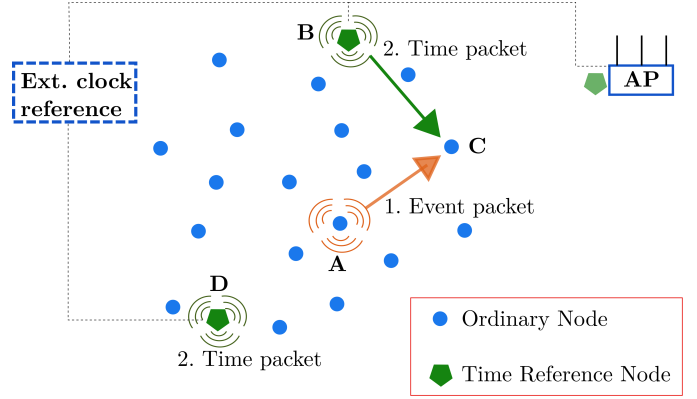 B
2. Time packet
Ext. clock
reference
AP
C
1. Event packet
A
D
2. Time packet
Ordinary Node
Time Reference Node